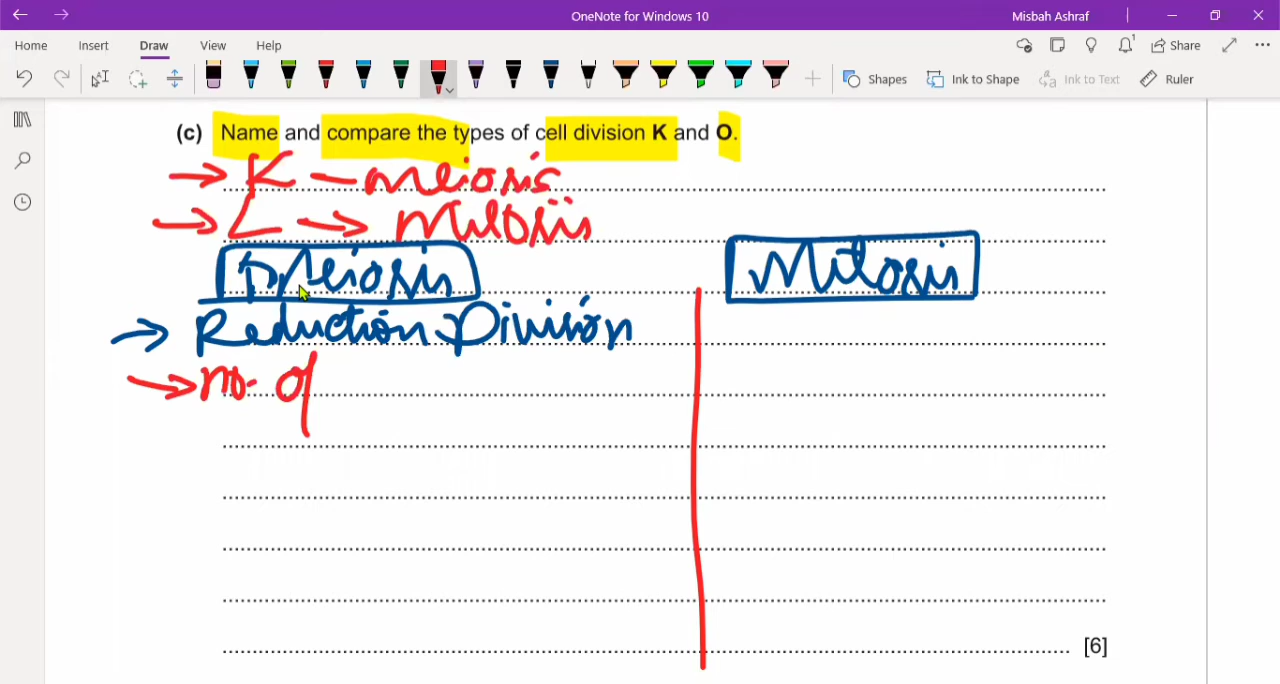 OneNote for Windows 10
Misbah Ashraf
Home Insert Draw View Help
Share
Shapes Ink to Shape Ink to Text Ruler
(c) Name and compare the types of cell division K and O.
→ K – meiosis
→ L → Mitosis
Meiosis Mitosis
→ Reduction Division
→ no. of
[6]